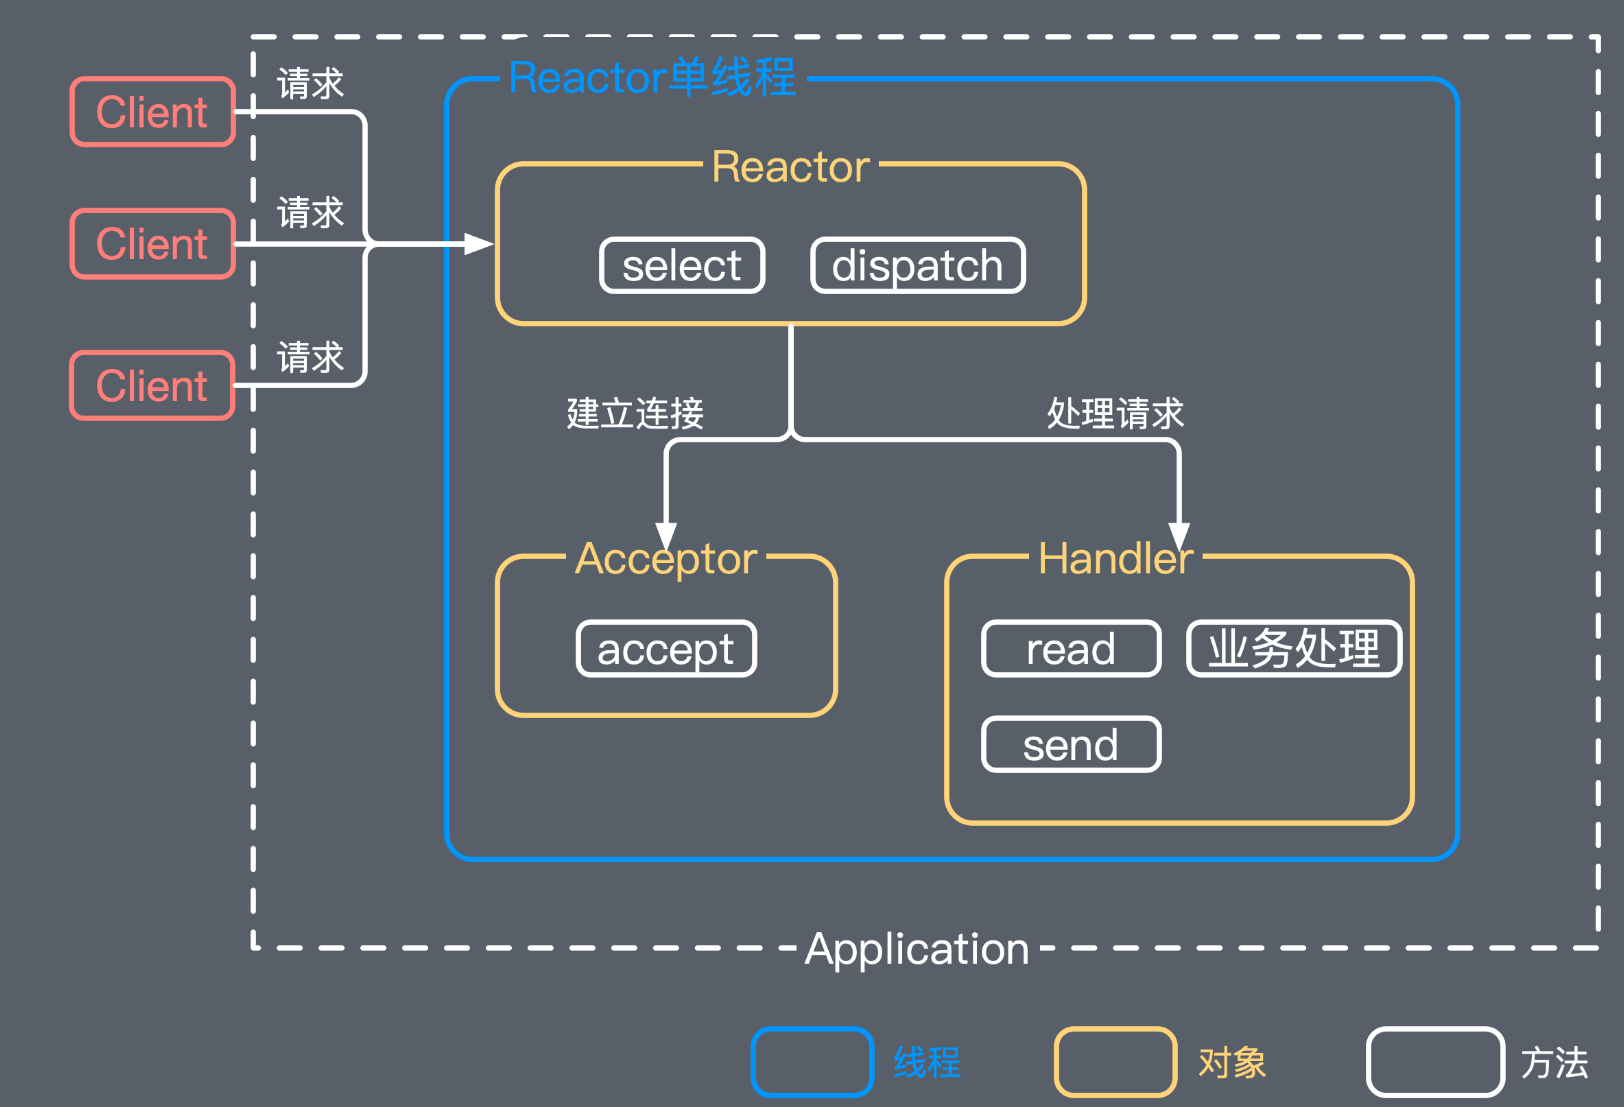 Reactor单线程
Client
请求
Reactor
Client
请求
select
dispatch
Client
请求
建立连接
处理请求
Acceptor
Handler
accept
read
业务处理
send
Application
线程
对象
方法